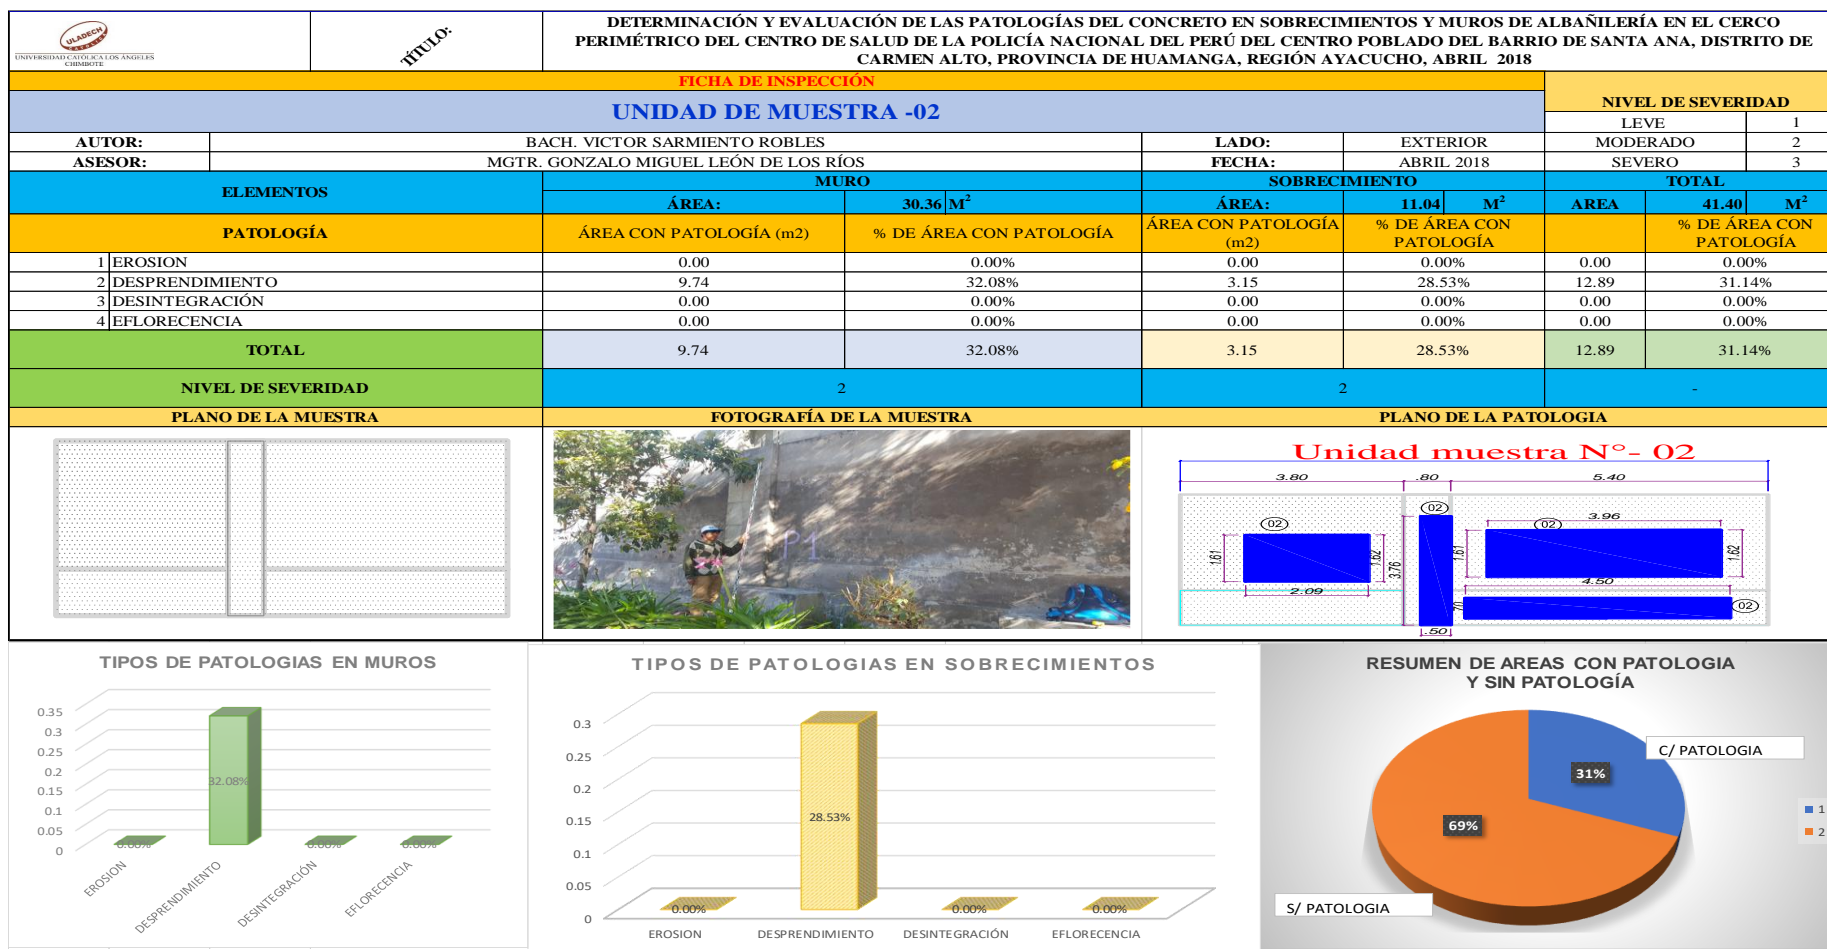 ULADECH
CATOLICA
UNIVERSIDAD CATÓLICA LOS ÁNGELES
CHIMBOTE
TÍTULO:
DETERMINACIÓN Y EVALUACIÓN DE LAS PATOLOGÍAS DEL CONCRETO EN SOBRECIMIENTOS Y MUROS DE ALBAÑILERÍA EN EL CERCO
PERIMÉTRICO DEL CENTRO DE SALUD DE LA POLICÍA NACIONAL DEL PERÚ DEL CENTRO POBLADO DEL BARRIO DE SANTA ANA, DISTRITO DE
CARMEN ALTO, PROVINCIA DE HUAMANGA, REGIÓN AYACUCHO, ABRIL 2018
FICHA DE INSPECCIÓN
UNIDAD DE MUESTRA -02
NIVEL DE SEVERIDAD
LEVE 1
AUTOR: BACH. VICTOR SARMIENTO ROBLES LADO: EXTERIOR MODERADO 2
ASESOR: MGTR. GONZALO MIGUEL LEÓN DE LOS RÍOS FECHA: ABRIL 2018 SEVERO 3
ELEMENTOS MURO SOBRECIMIENTO TOTAL
ÁREA: 30.36 M² ÁREA: 11.04 M² AREA 41.40 M²
PATOLOGÍA ÁREA CON PATOLOGÍA (m2) % DE ÁREA CON PATOLOGÍA ÁREA CON PATOLOGÍA (m2) % DE ÁREA CON PATOLOGÍA % DE ÁREA CON PATOLOGÍA
1 EROSION 0.00 0.00% 0.00 0.00% 0.00 0.00%
2 DESPRENDIMIENTO 9.74 32.08% 3.15 28.53% 12.89 31.14%
3 DESINTEGRACIÓN 0.00 0.00% 0.00 0.00% 0.00 0.00%
4 EFLORECENCIA 0.00 0.00% 0.00 0.00% 0.00 0.00%
TOTAL 9.74 32.08% 3.15 28.53% 12.89 31.14%
NIVEL DE SEVERIDAD 2 2 -
PLANO DE LA MUESTRA FOTOGRAFÍA DE LA MUESTRA PLANO DE LA PATOLOGIA
P1
Unidad muestra N°- 02
3.80 .80 5.40
02
02 02 3.96
1.61 1.62 3.76 1.61 1.62
2.09 4.50
.70 02
.50
TIPOS DE PATOLOGIAS EN MUROS
0.35
0.3
0.25
0.2
0.15
0.1
0.05
0
0.00% 32.08% 0.00% 0.00%
EROSION DESPRENDIMIENTO DESINTEGRACIÓN EFLORECENCIA
TIPOS DE PATOLOGIAS EN SOBRECIMIENTOS
0.3
0.25
0.2
0.15
0.1
0.05
0
0.00% 28.53% 0.00% 0.00%
EROSION DESPRENDIMIENTO DESINTEGRACIÓN EFLORECENCIA
RESUMEN DE AREAS CON PATOLOGIA
Y SIN PATOLOGÍA
C/ PATOLOGIA
31%
69%
S/ PATOLOGIA
1
2